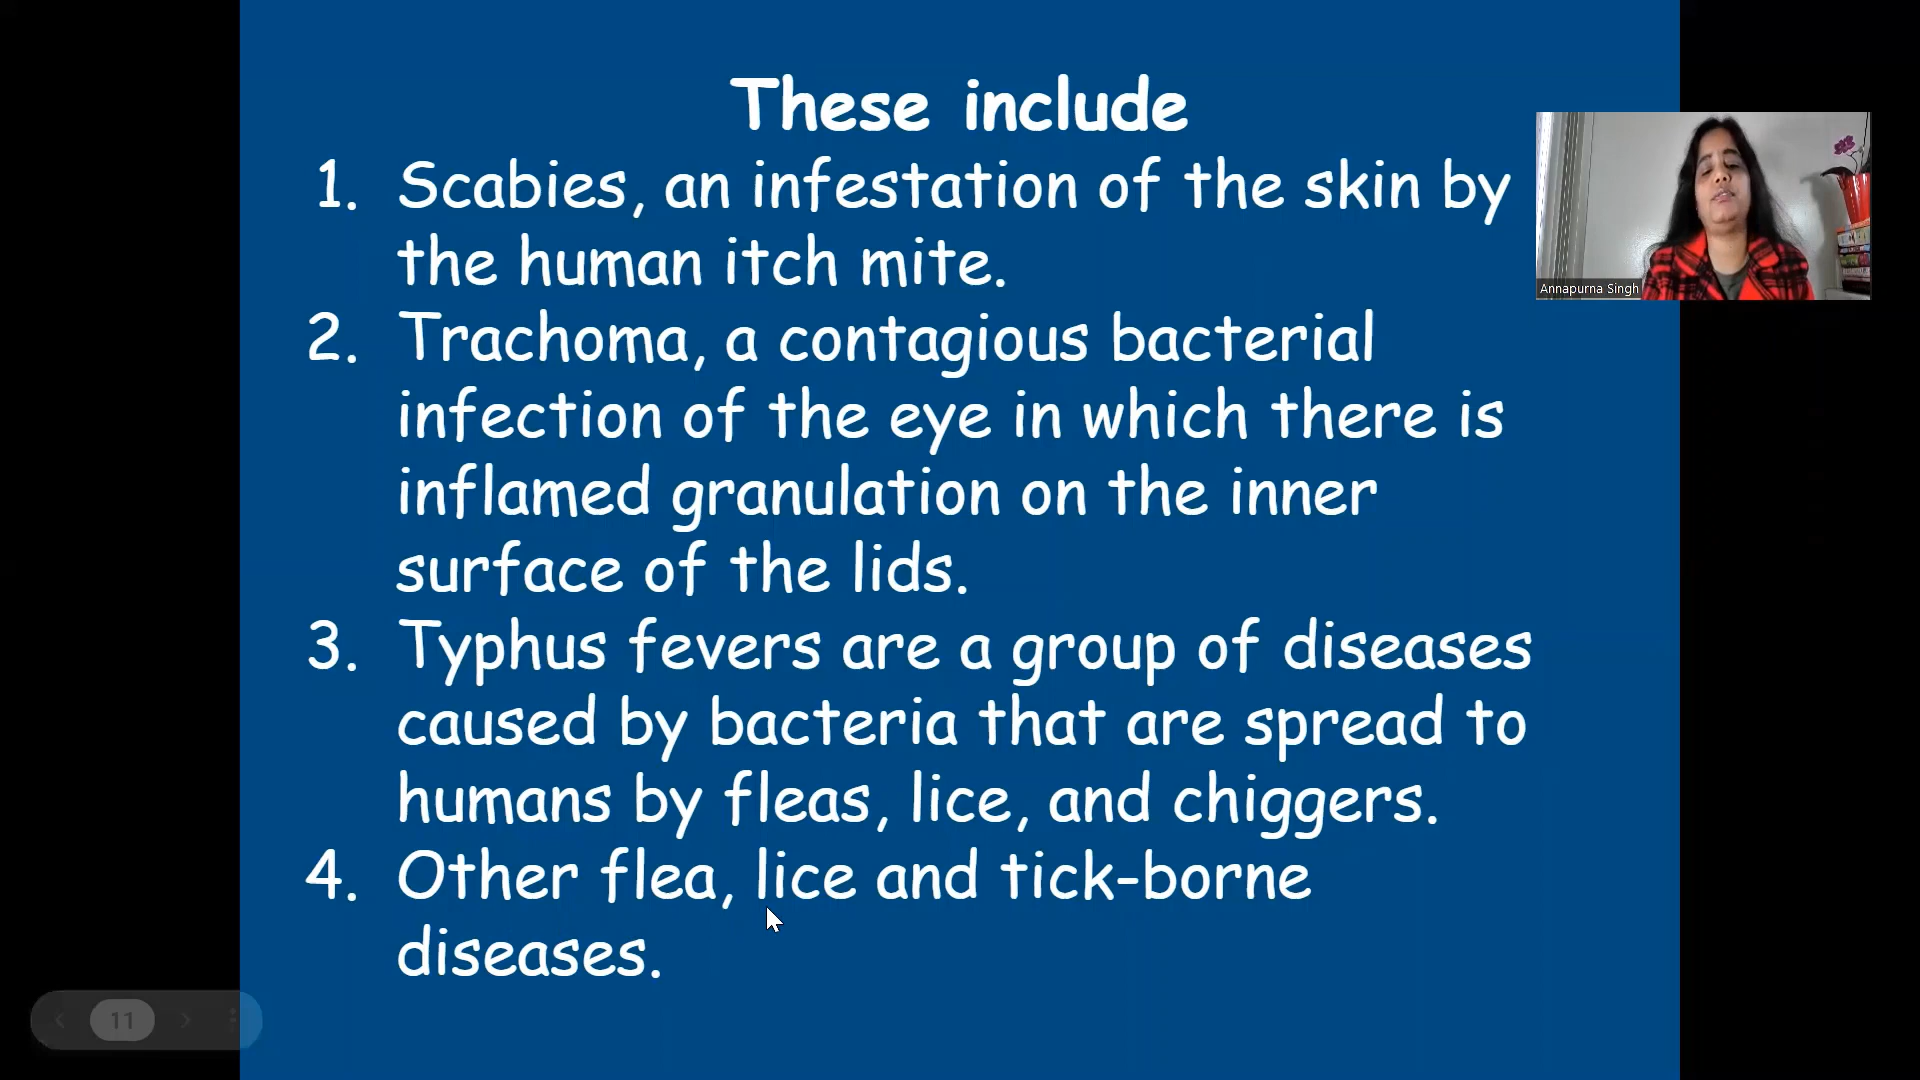 These include
1. Scabies, an infestation of the skin by
the human itch mite.
2. Trachoma, a contagious bacterial
infection of the eye in which there is
inflamed granulation on the inner
surface of the lids.
3. Typhus fevers are a group of diseases
caused by bacteria that are spread to
humans by fleas, lice, and chiggers.
4. Other flea, lice and tick-borne
diseases.
Annapurna Singh
11